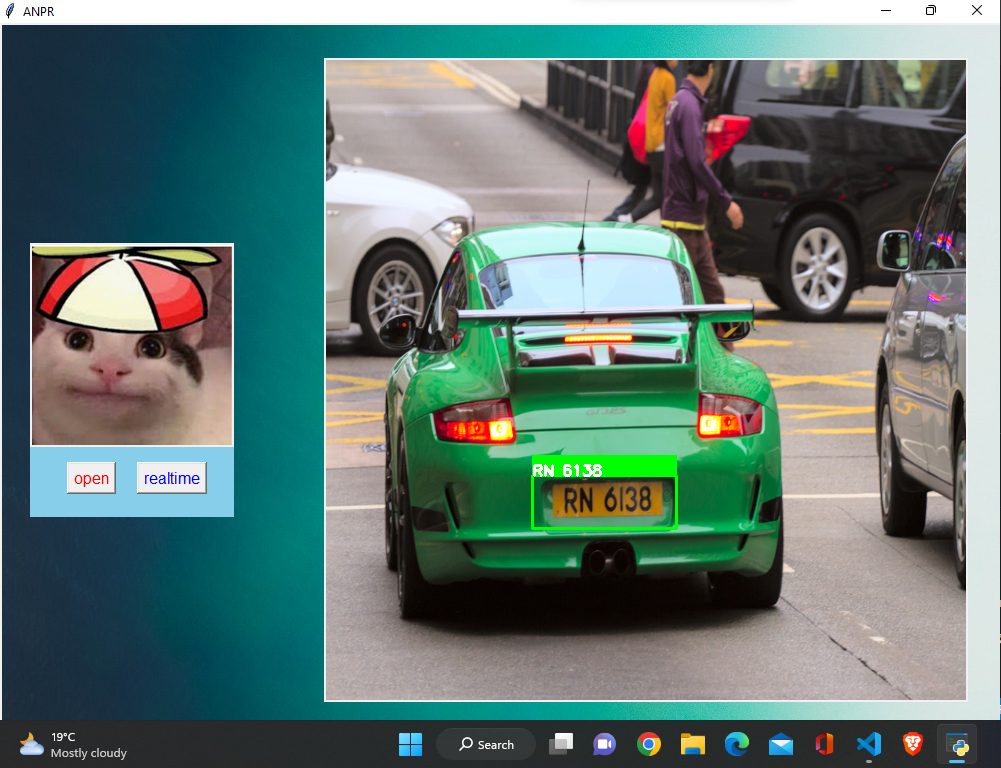 ANPR
open
realtime
RN 6138
RN 6138
19°C
Mostly cloudy
Search